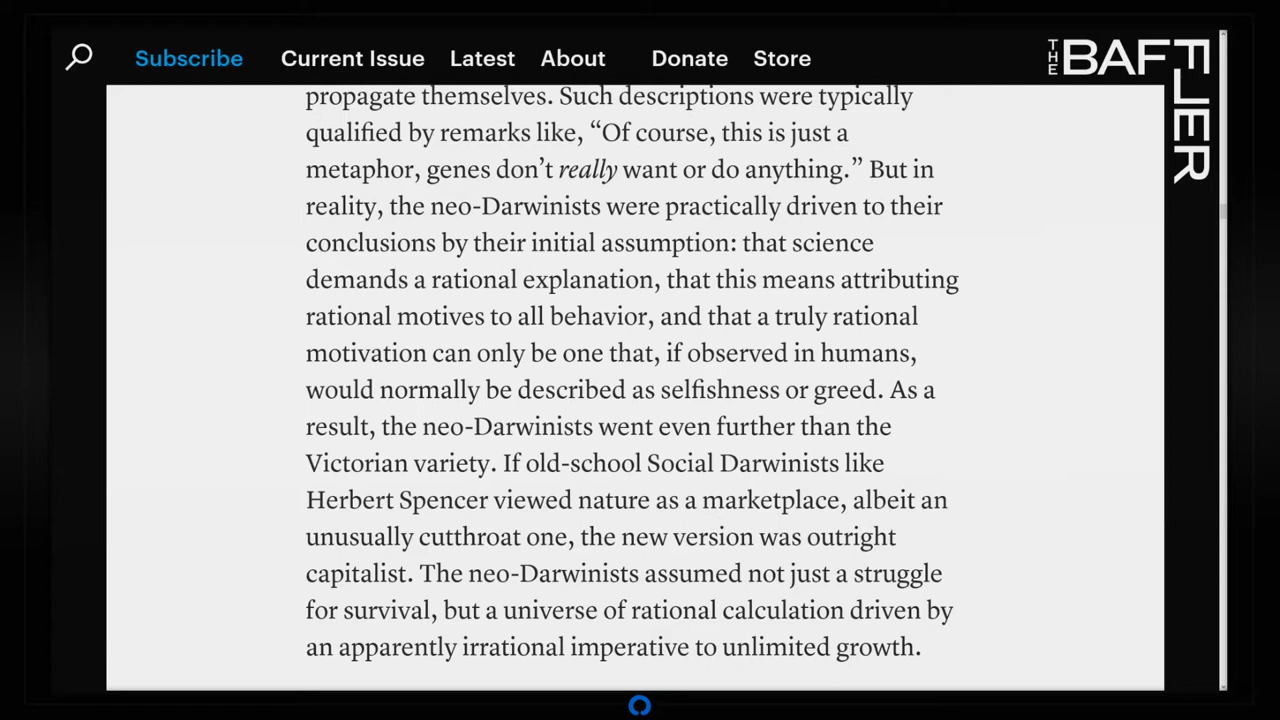 Subscribe Current Issue Latest About Donate Store
THE BAFFLER
propagate themselves. Such descriptions were typically
qualified by remarks like, “Of course, this is just a
metaphor, genes don’t really want or do anything.” But in
reality, the neo-Darwinists were practically driven to their
conclusions by their initial assumption: that science
demands a rational explanation, that this means attributing
rational motives to all behavior, and that a truly rational
motivation can only be one that, if observed in humans,
would normally be described as selfishness or greed. As a
result, the neo-Darwinists went even further than the
Victorian variety. If old-school Social Darwinists like
Herbert Spencer viewed nature as a marketplace, albeit an
unusually cutthroat one, the new version was outright
capitalist. The neo-Darwinists assumed not just a struggle
for survival, but a universe of rational calculation driven by
an apparently irrational imperative to unlimited growth.